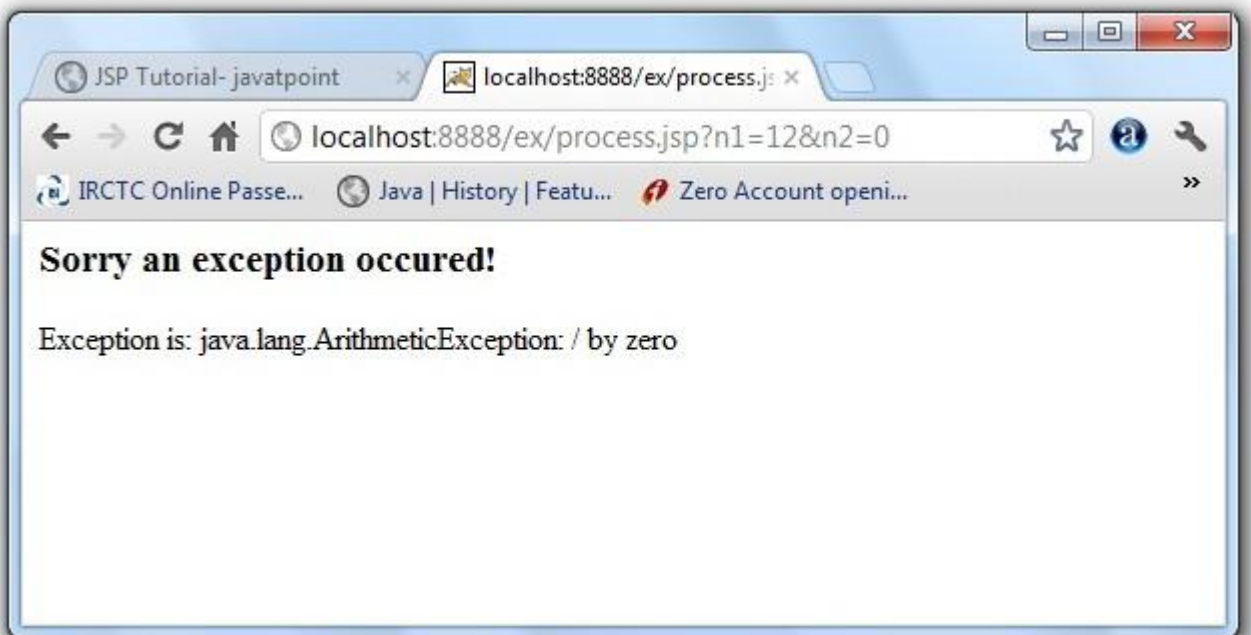 JSP Tutorial- javatpoint
localhost:8888/ex/process.j
localhost:8888/ex/process.jsp?n1=12&n2=0
IRCTC Online Passe...
Java | History | Featu...
Zero Account openi...
Sorry an exception occured!
Exception is: java.lang.ArithmeticException: / by zero